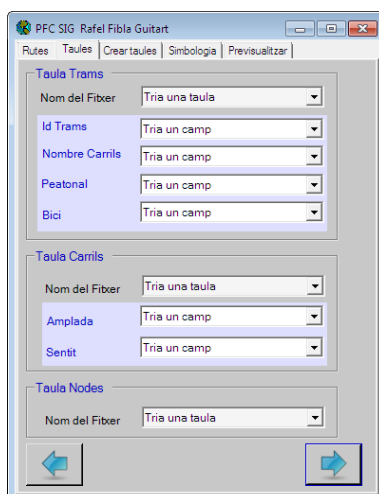 PFC SIG Rafel Fibla Guitart
Rutes Taules Crear taules Simbologia Previsualitzar
Taula Trams
Nom del Fitxer Tria una taula
Id Trams Tria un camp
Nombre Carrils Tria un camp
Peatonal Tria un camp
Bici Tria un camp
Taula Carrils
Nom del Fitxer Tria una taula
Amplada Tria un camp
Sentit Tria un camp
Taula Nodes
Nom del Fitxer Tria una taula